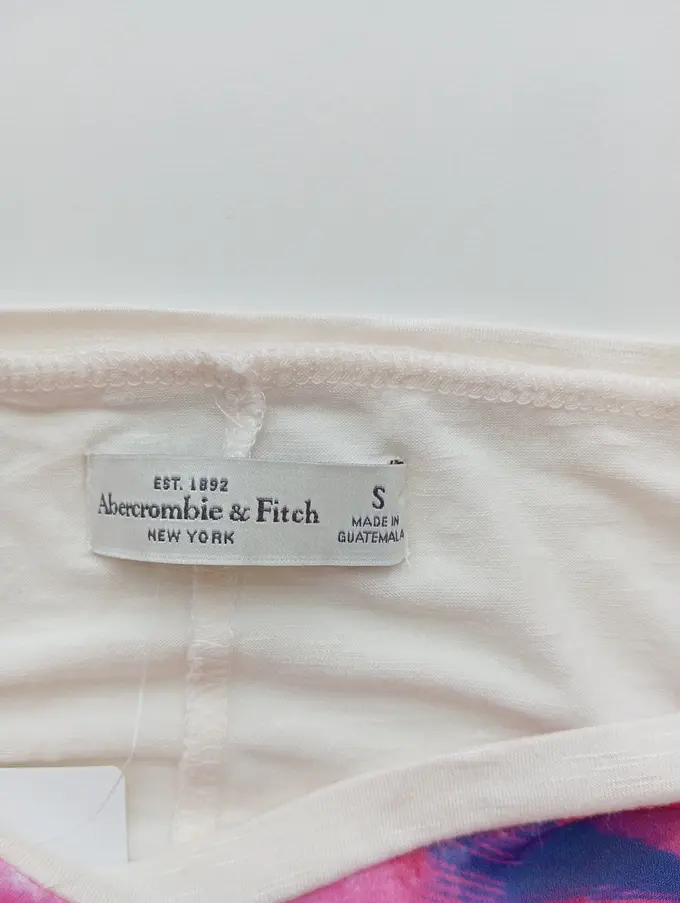 EST. 1892
Abercrombie & Fitch
NEW YORK
S
MADE IN
GUATEMALA